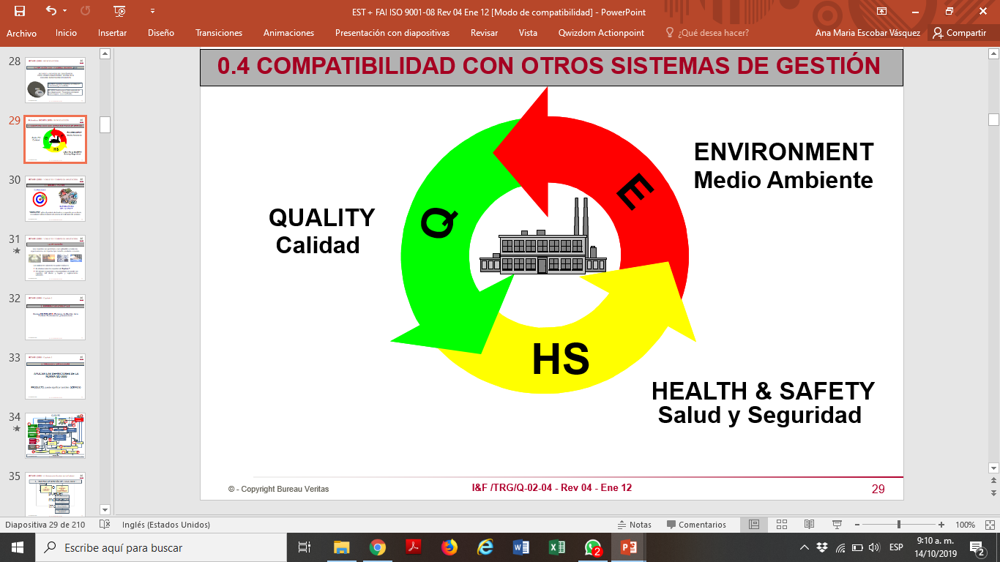 EST + FAI ISO 9001-08 Rev 04 Ene 12 [Modo de compatibilidad] - PowerPoint
Archivo Inicio Insertar Diseño Transiciones Animaciones Presentación con diapositivas Revisar Vista Qwizdom Actionpoint ¿Qué desea hacer? Ana Maria Escobar Vásquez Compartir
28
29
30
31
32
33
34
35
0.4 COMPATIBILIDAD CON OTROS SISTEMAS DE GESTIÓN
ENVIRONMENT
Medio Ambiente
E
Q
QUALITY
Calidad
HS
HEALTH & SAFETY
Salud y Seguridad
© - Copyright Bureau Veritas
I&F /TRG/Q-02-04 - Rev 04 - Ene 12
29
Diapositiva 29 de 210 Inglés (Estados Unidos) Notas Comentarios 100%
Escribe aquí para buscar
2
ESP
9:10 a. m.
14/10/2019
2